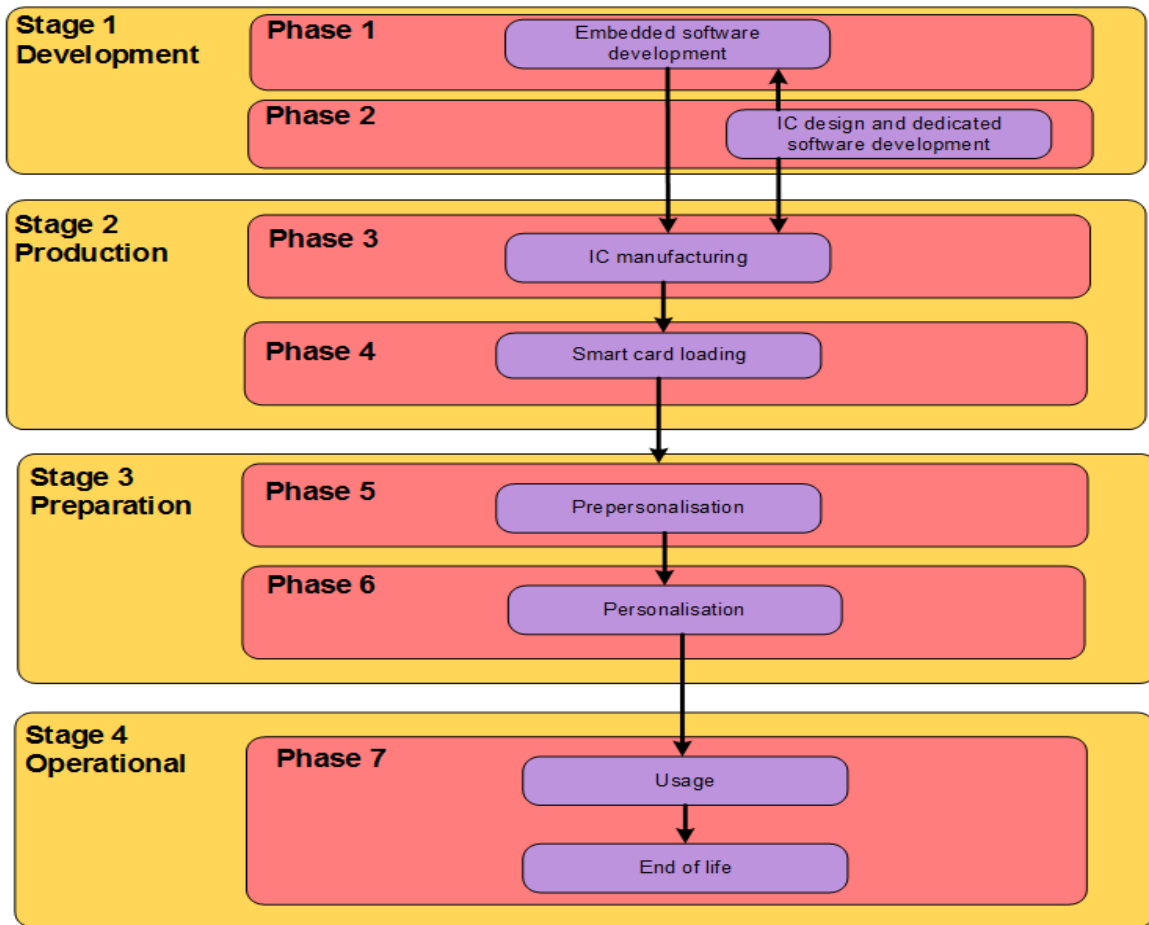 Stage 1
Development
Phase 1
Embedded software
development
Phase 2
IC design and dedicated
software development
Stage 2
Production
Phase 3
IC manufacturing
Phase 4
Smart card loading
Stage 3
Preparation
Phase 5
Prepersonalisation
Phase 6
Personalisation
Stage 4
Operational
Phase 7
Usage
End of life